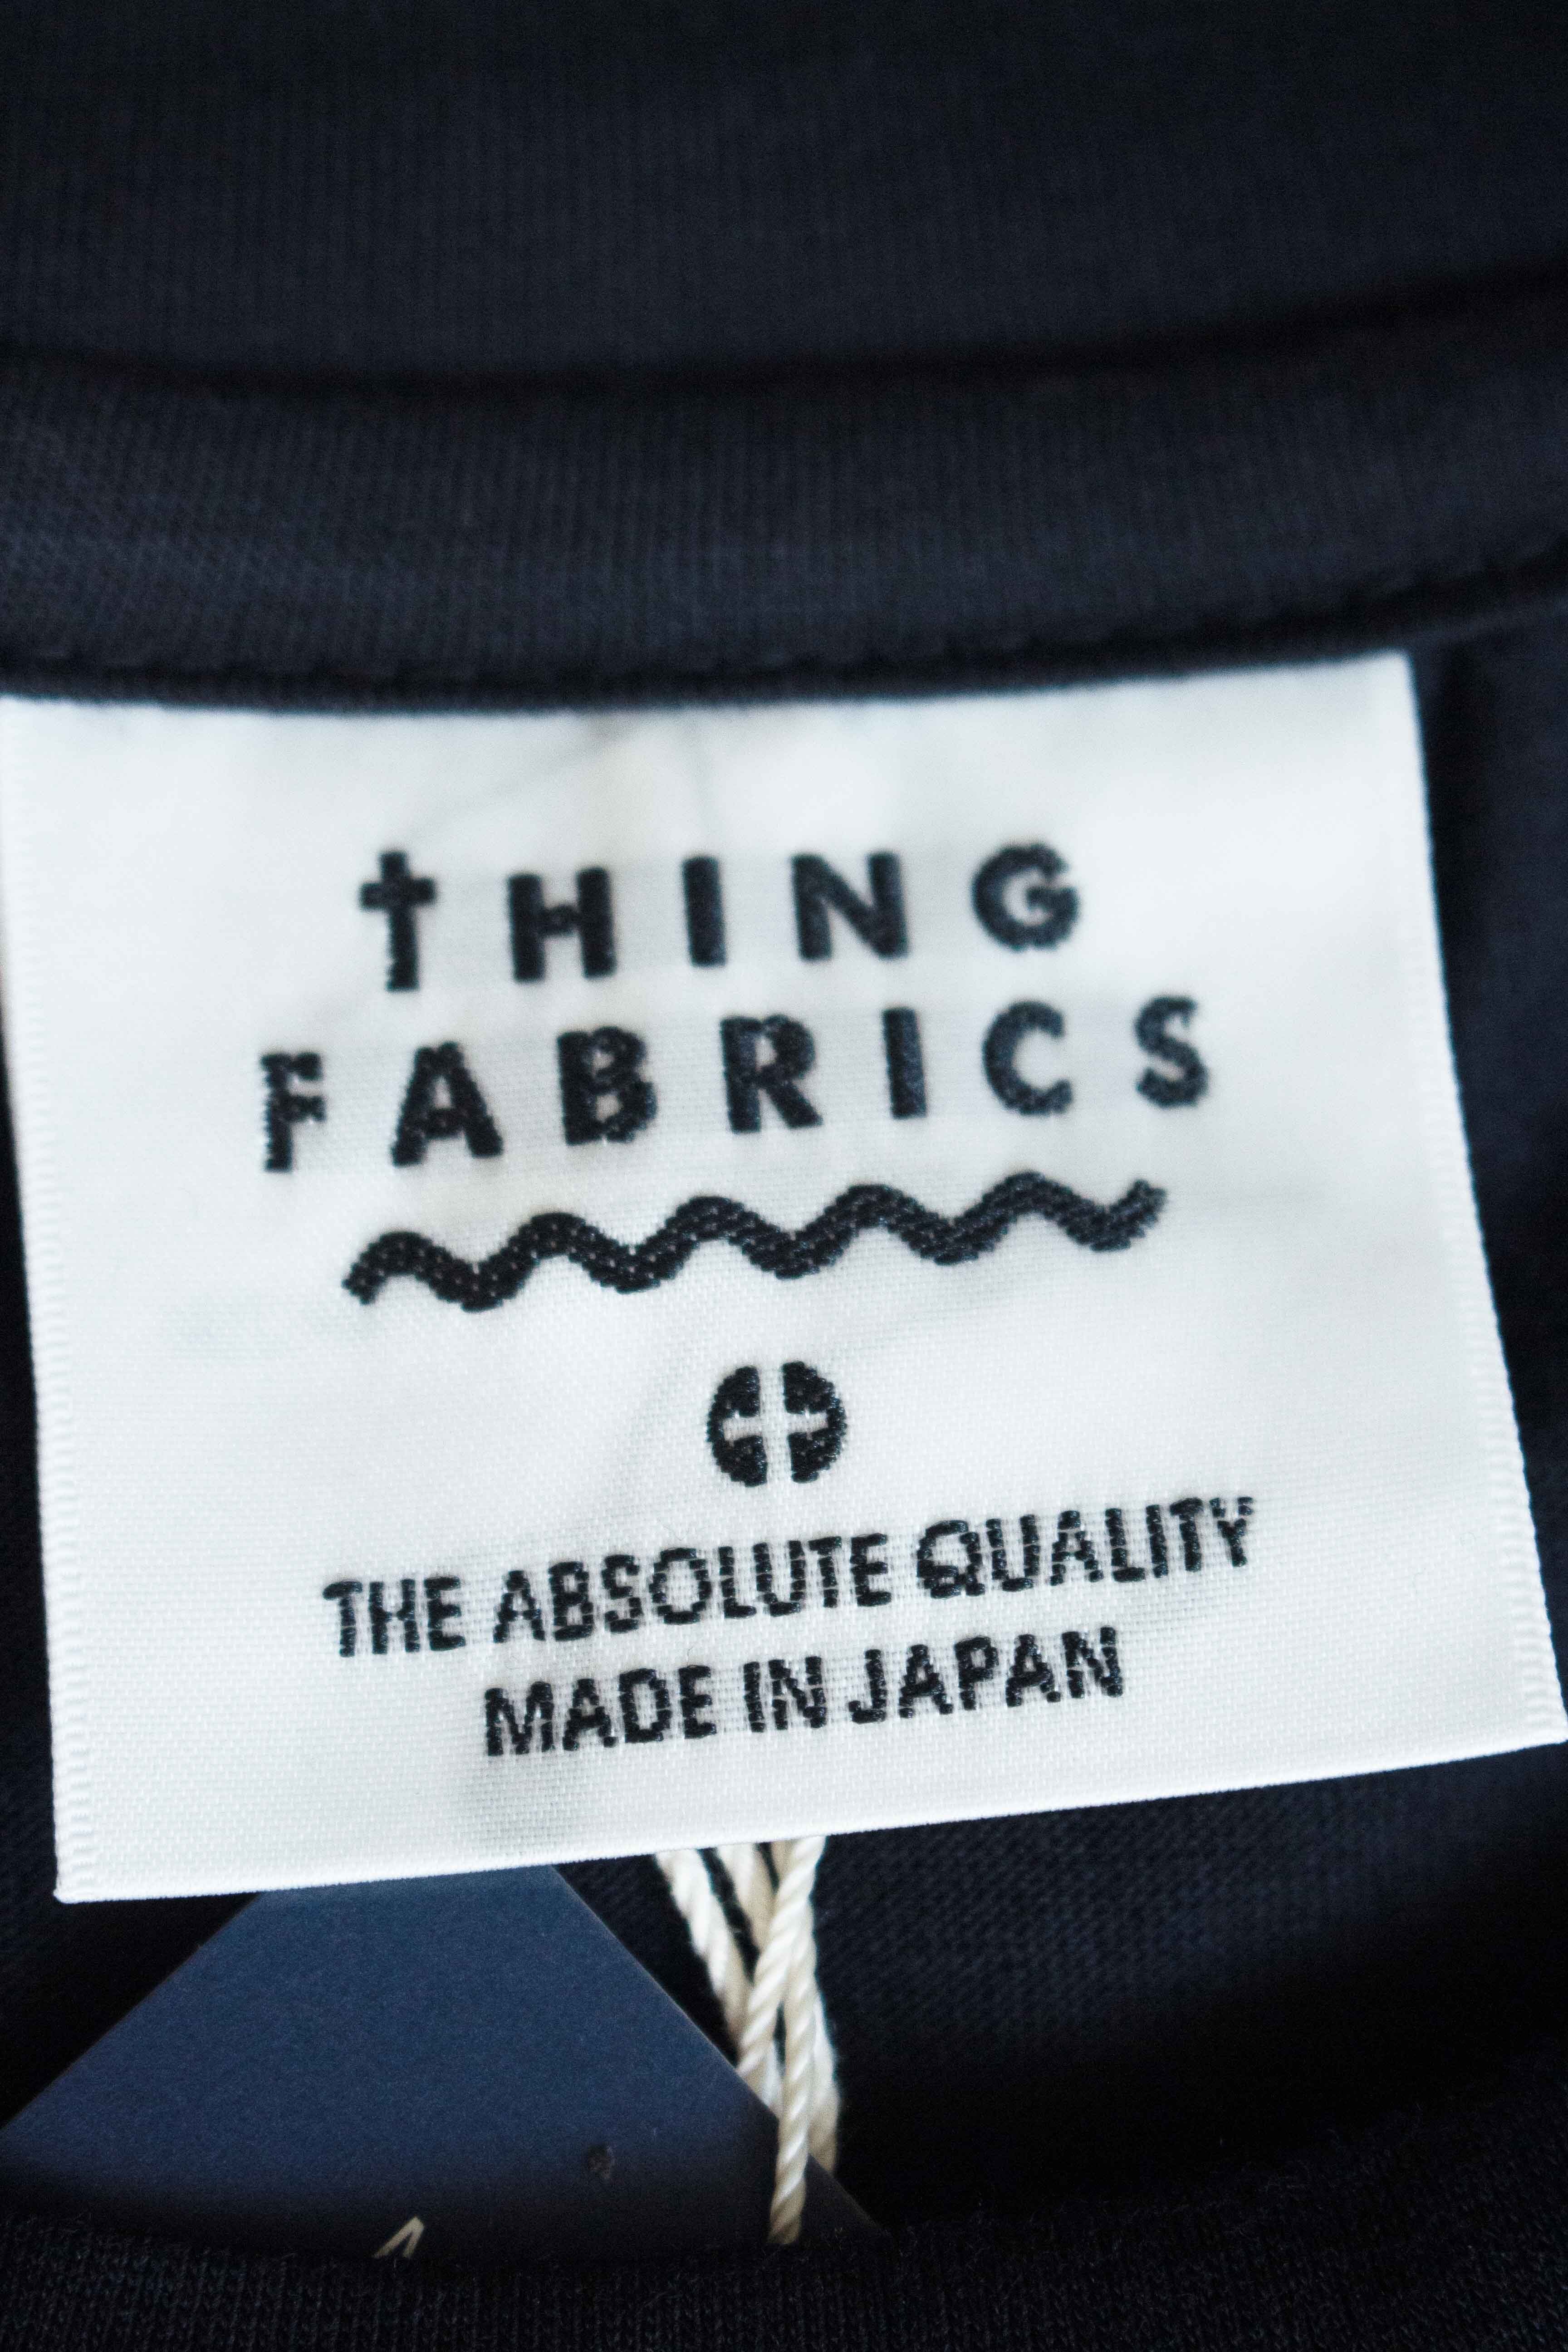 tHING
FABRICS
THE ABSOLUTE QUALITY
MADE IN JAPAN